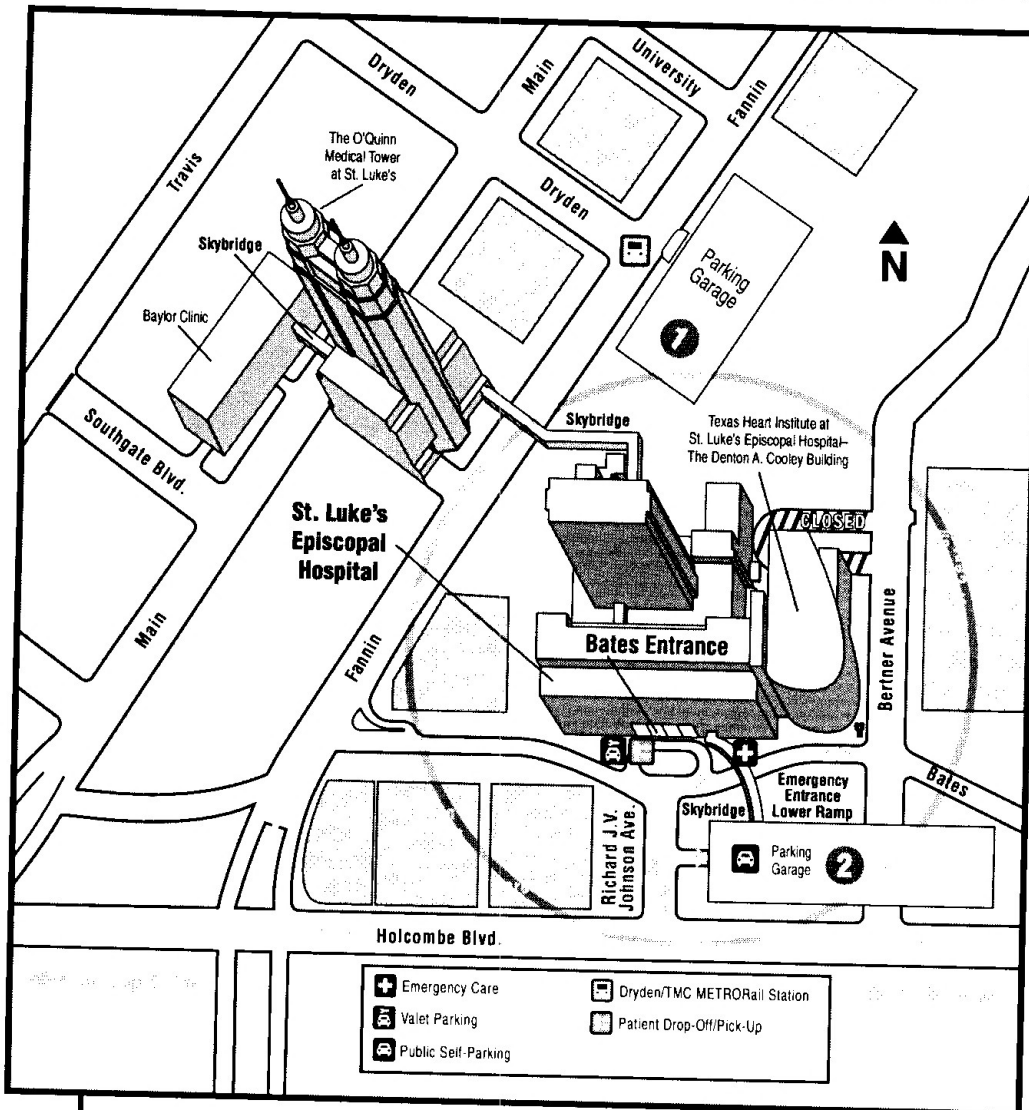 Dryden
Main
University
Fannin
The O'Quinn
Medical Tower
at St. Luke's
Travis
Dryden
Skybridge
Parking
Garage
1
N
Baylor Clinic
Skybridge
Texas Heart Institute at
St. Luke's Episcopal Hospital–
The Denton A. Cooley Building
Southgate Blvd.
St. Luke's
Episcopal
Hospital
CLOSED
Main
Fannin
Bates Entrance
Bertner Avenue
Bates
Emergency
Entrance
Lower Ramp
Skybridge
Richard J.V.
Johnson Ave.
Parking
Garage
2
Holcombe Blvd.
Emergency Care
Valet Parking
Public Self-Parking
Dryden/TMC METRORail Station
Patient Drop-Off/Pick-Up